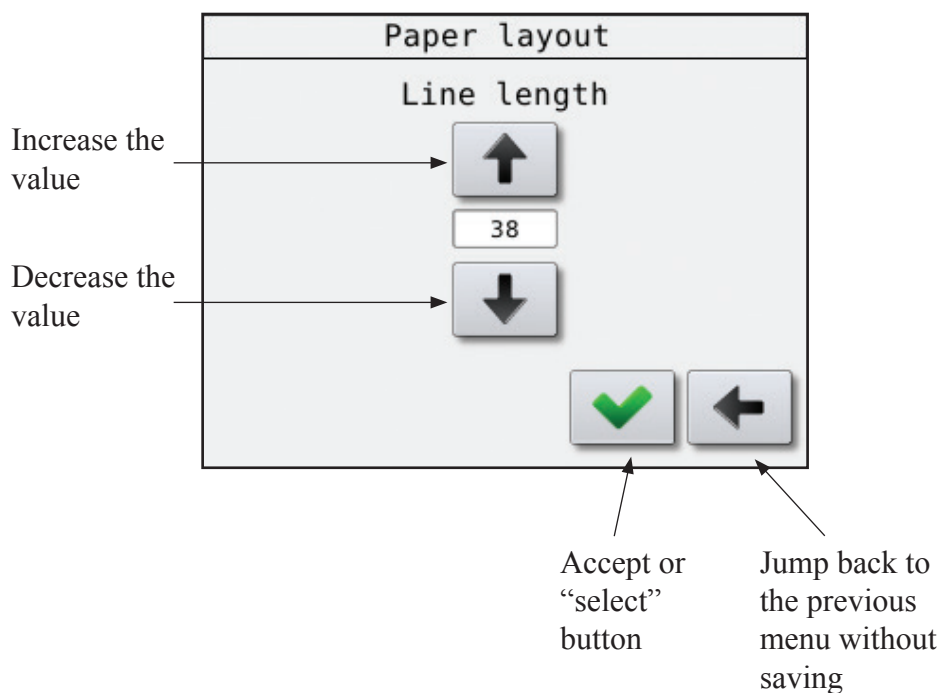 Paper layout
Line length
Increase the
value
38
Decrease the
value
Accept or
“select”
button
Jump back to
the previous
menu without
saving